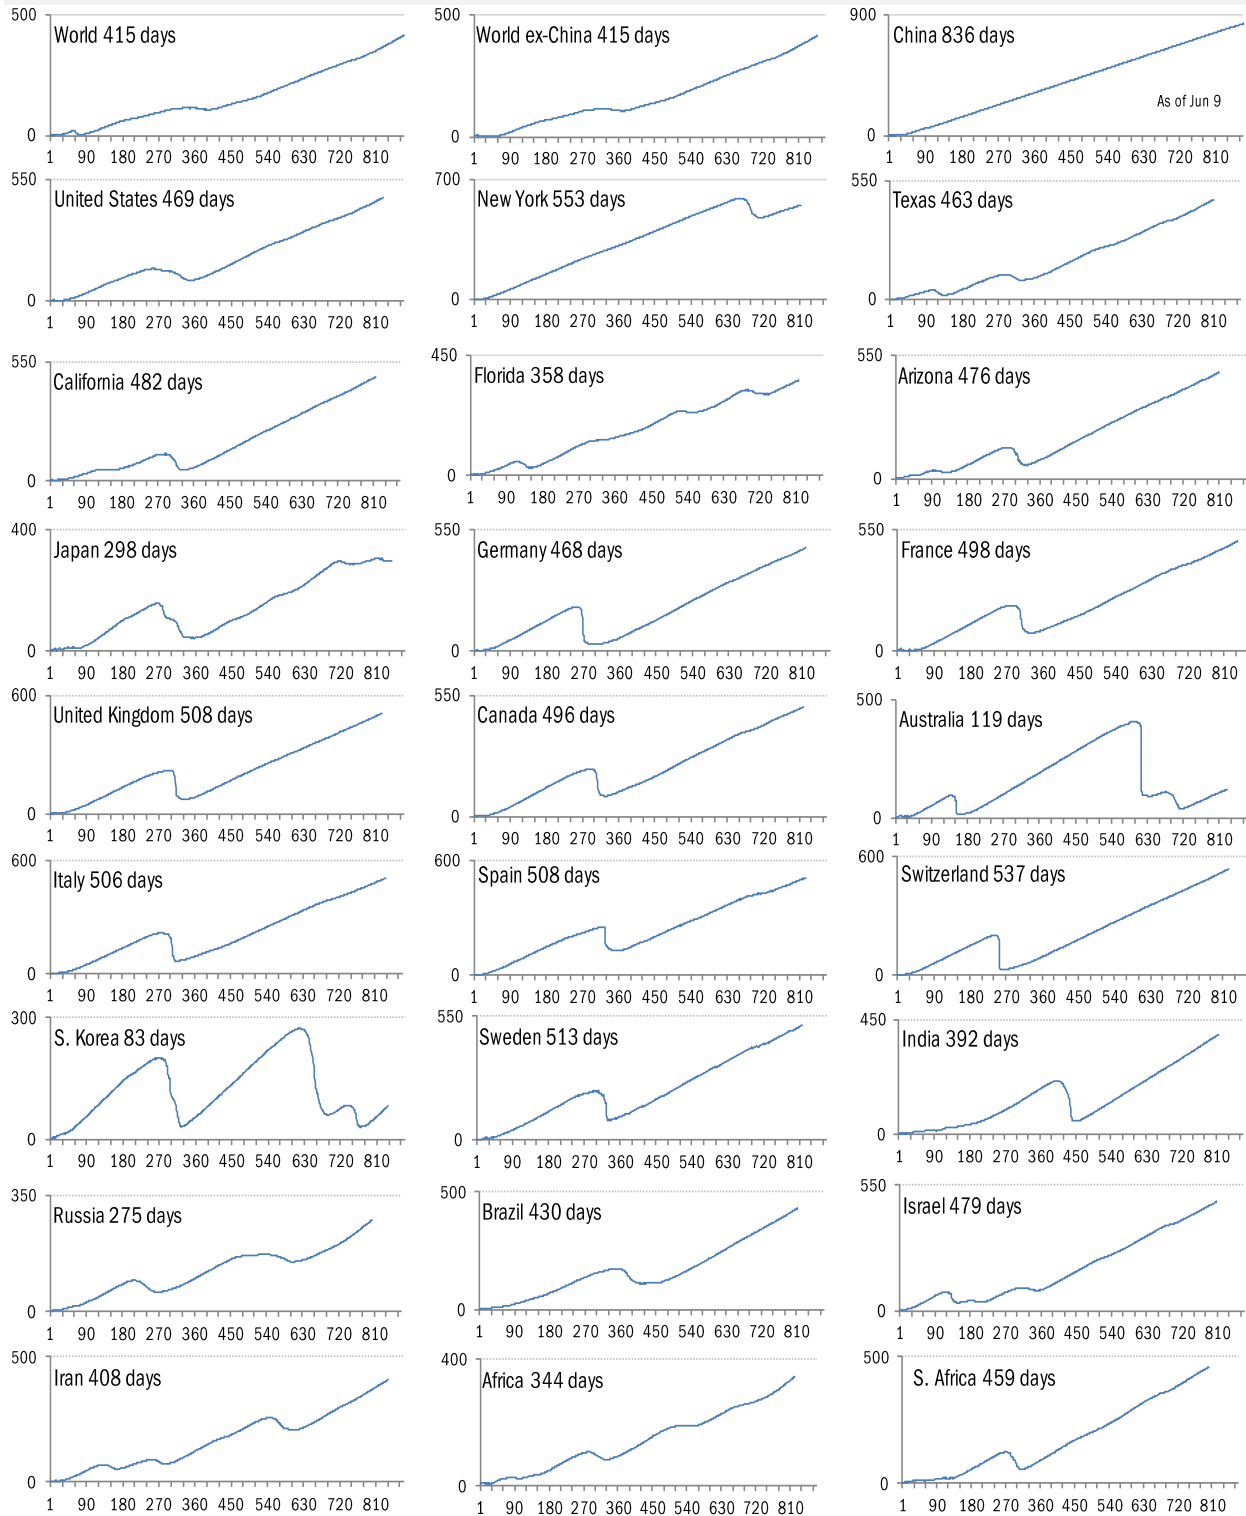 500
World 415 days
0
1 90 180 270 360 450 540 630 720 810
500
World ex-China 415 days
0
1 90 180 270 360 450 540 630 720 810
900
China 836 days
As of Jun 9
0
1 90 180 270 360 450 540 630 720 810
550
United States 469 days
0
1 90 180 270 360 450 540 630 720 810
700
New York 553 days
0
1 90 180 270 360 450 540 630 720 810
550
Texas 463 days
0
1 90 180 270 360 450 540 630 720 810
550
California 482 days
0
1 90 180 270 360 450 540 630 720 810
450
Florida 358 days
0
1 90 180 270 360 450 540 630 720 810
550
Arizona 476 days
0
1 90 180 270 360 450 540 630 720 810
400
Japan 298 days
0
1 90 180 270 360 450 540 630 720 810
550
Germany 468 days
0
1 90 180 270 360 450 540 630 720 810
550
France 498 days
0
1 90 180 270 360 450 540 630 720 810
600
United Kingdom 508 days
0
1 90 180 270 360 450 540 630 720 810
550
Canada 496 days
0
1 90 180 270 360 450 540 630 720 810
500
Australia 119 days
0
1 90 180 270 360 450 540 630 720 810
600
Italy 506 days
0
1 90 180 270 360 450 540 630 720 810
600
Spain 508 days
0
1 90 180 270 360 450 540 630 720 810
600
Switzerland 537 days
0
1 90 180 270 360 450 540 630 720 810
300
S. Korea 83 days
0
1 90 180 270 360 450 540 630 720 810
550
Sweden 513 days
0
1 90 180 270 360 450 540 630 720 810
450
India 392 days
0
1 90 180 270 360 450 540 630 720 810
350
Russia 275 days
0
1 90 180 270 360 450 540 630 720 810
500
Brazil 430 days
0
1 90 180 270 360 450 540 630 720 810
550
Israel 479 days
0
1 90 180 270 360 450 540 630 720 810
500
Iran 408 days
0
1 90 180 270 360 450 540 630 720 810
400
Africa 344 days
0
1 90 180 270 360 450 540 630 720 810
500
S. Africa 459 days
0
1 90 180 270 360 450 540 630 720 810